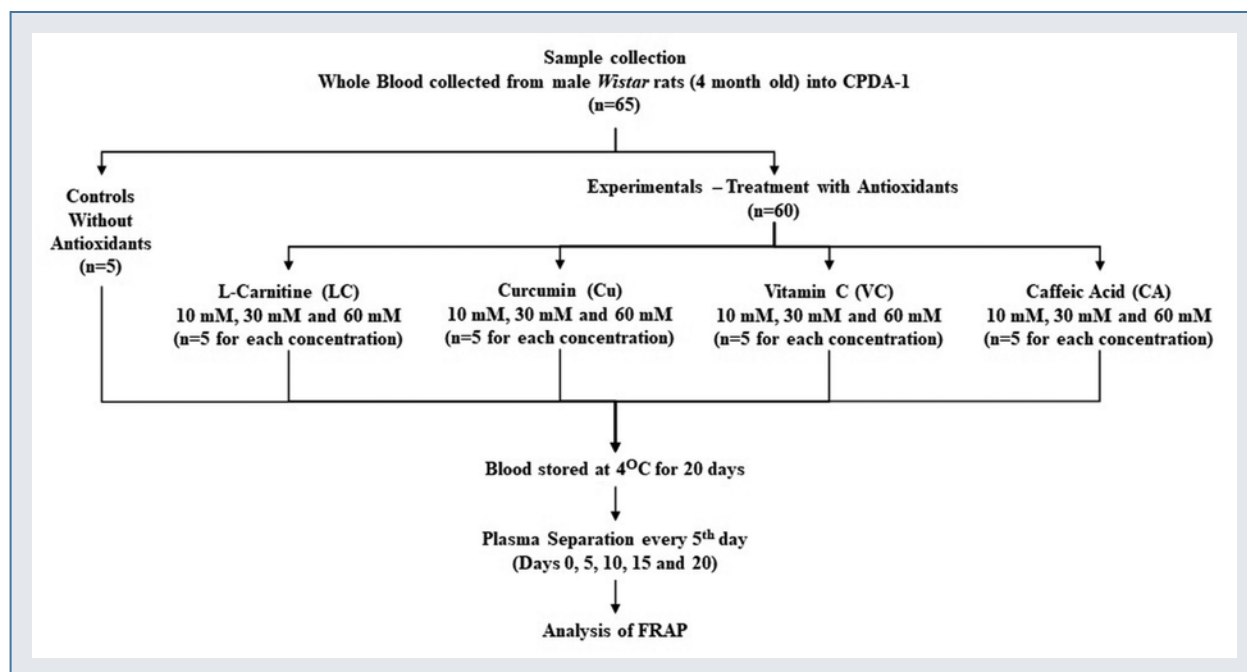 Sample collection
Whole Blood collected from male Wistar rats (4 month old) into CPDA-1
(n=65)
Controls
Without
Antioxidants
(n=5)
Experimentals – Treatment with Antioxidants
(n=60)
L-Carnitine (LC)
10 mM, 30 mM and 60 mM
(n=5 for each concentration)
Curcumin (Cu)
10 mM, 30 mM and 60 mM
(n=5 for each concentration)
Vitamin C (VC)
10 mM, 30 mM and 60 mM
(n=5 for each concentration)
Caffeic Acid (CA)
10 mM, 30 mM and 60 mM
(n=5 for each concentration)
Blood stored at 4OC for 20 days
Plasma Separation every 5th day
(Days 0, 5, 10, 15 and 20)
Analysis of FRAP